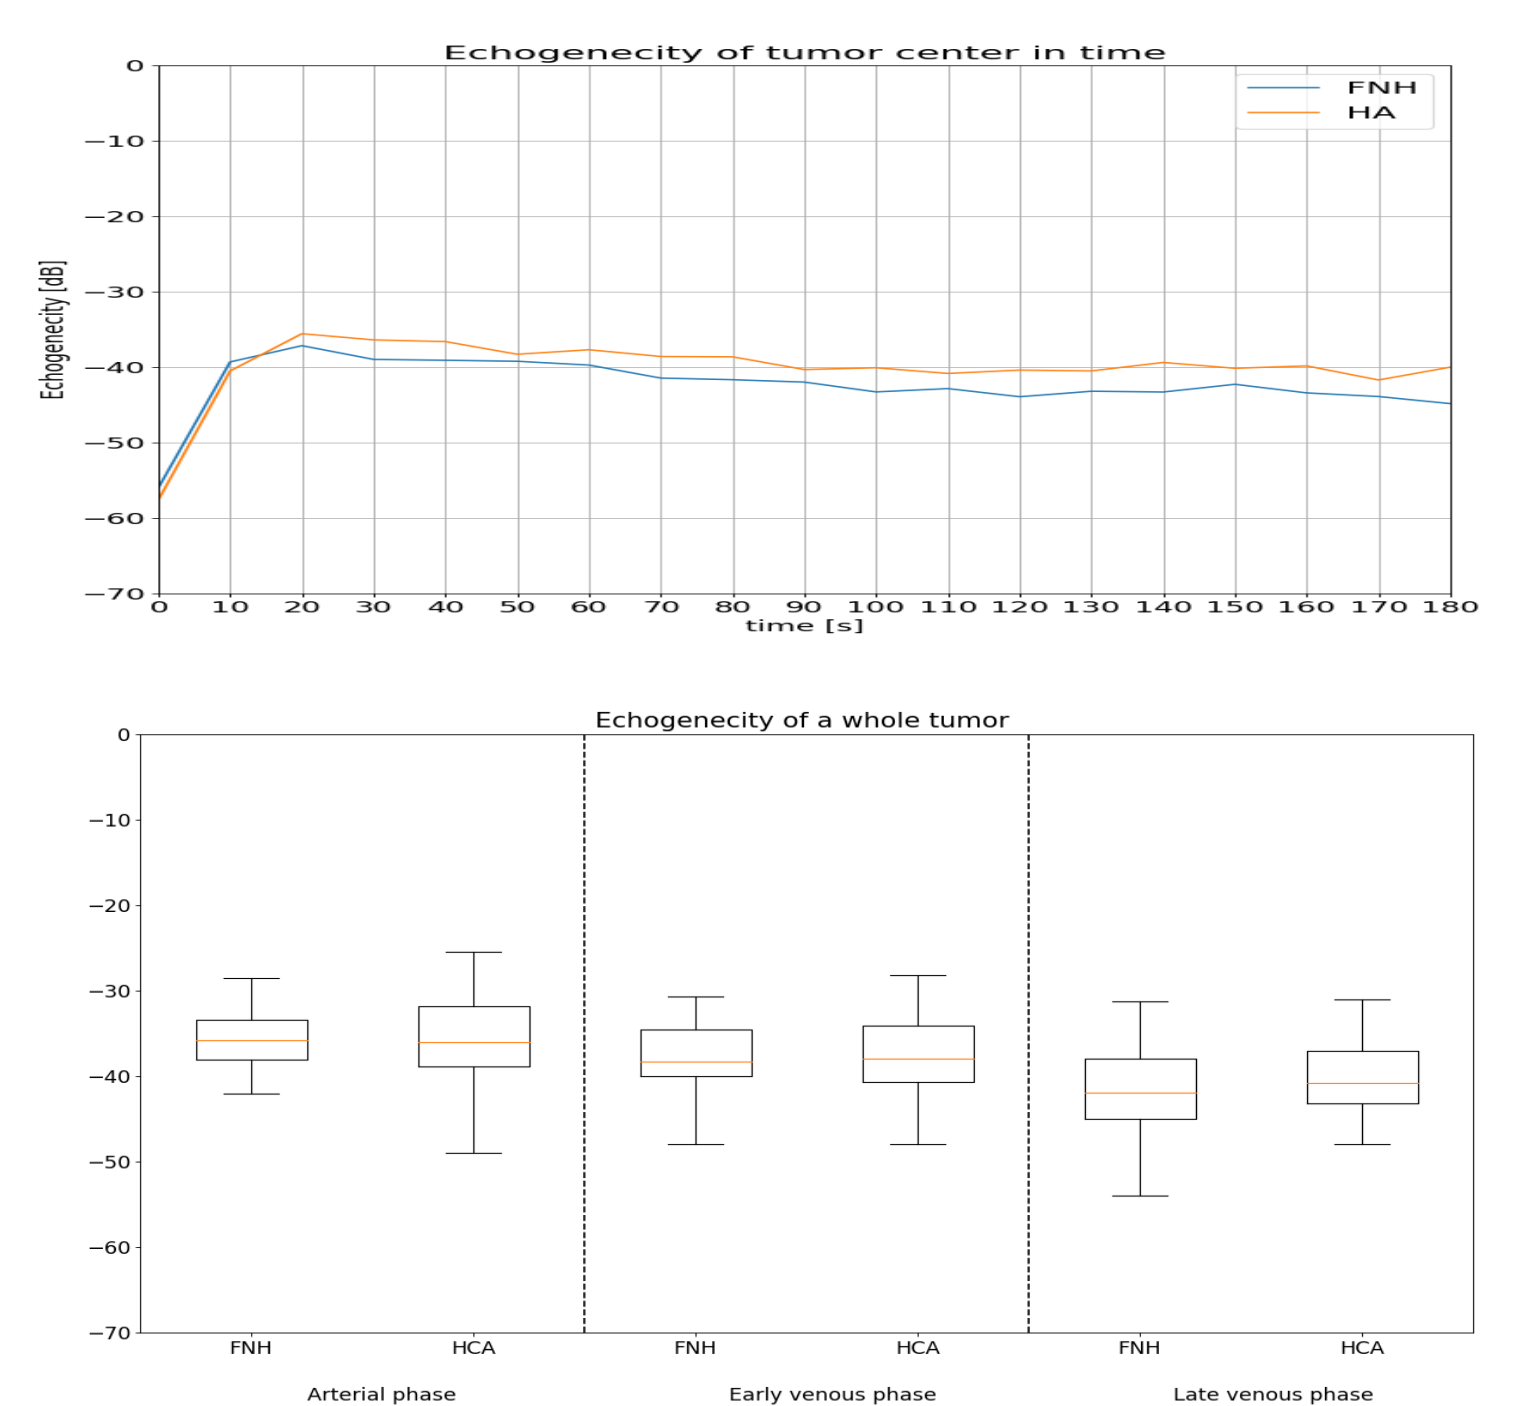 Echogenecity of tumor center in time
FNH
HA
0
−10
−20
−30
−40
−50
−60
−70
Echogenecity [dB]
0 10 20 30 40 50 60 70 80 90 100 110 120 130 140 150 160 170 180
time [s]
Echogenecity of a whole tumor
0
−10
−20
−30
−40
−50
−60
−70
FNH HCA FNH HCA FNH HCA
Arterial phase Early venous phase Late venous phase